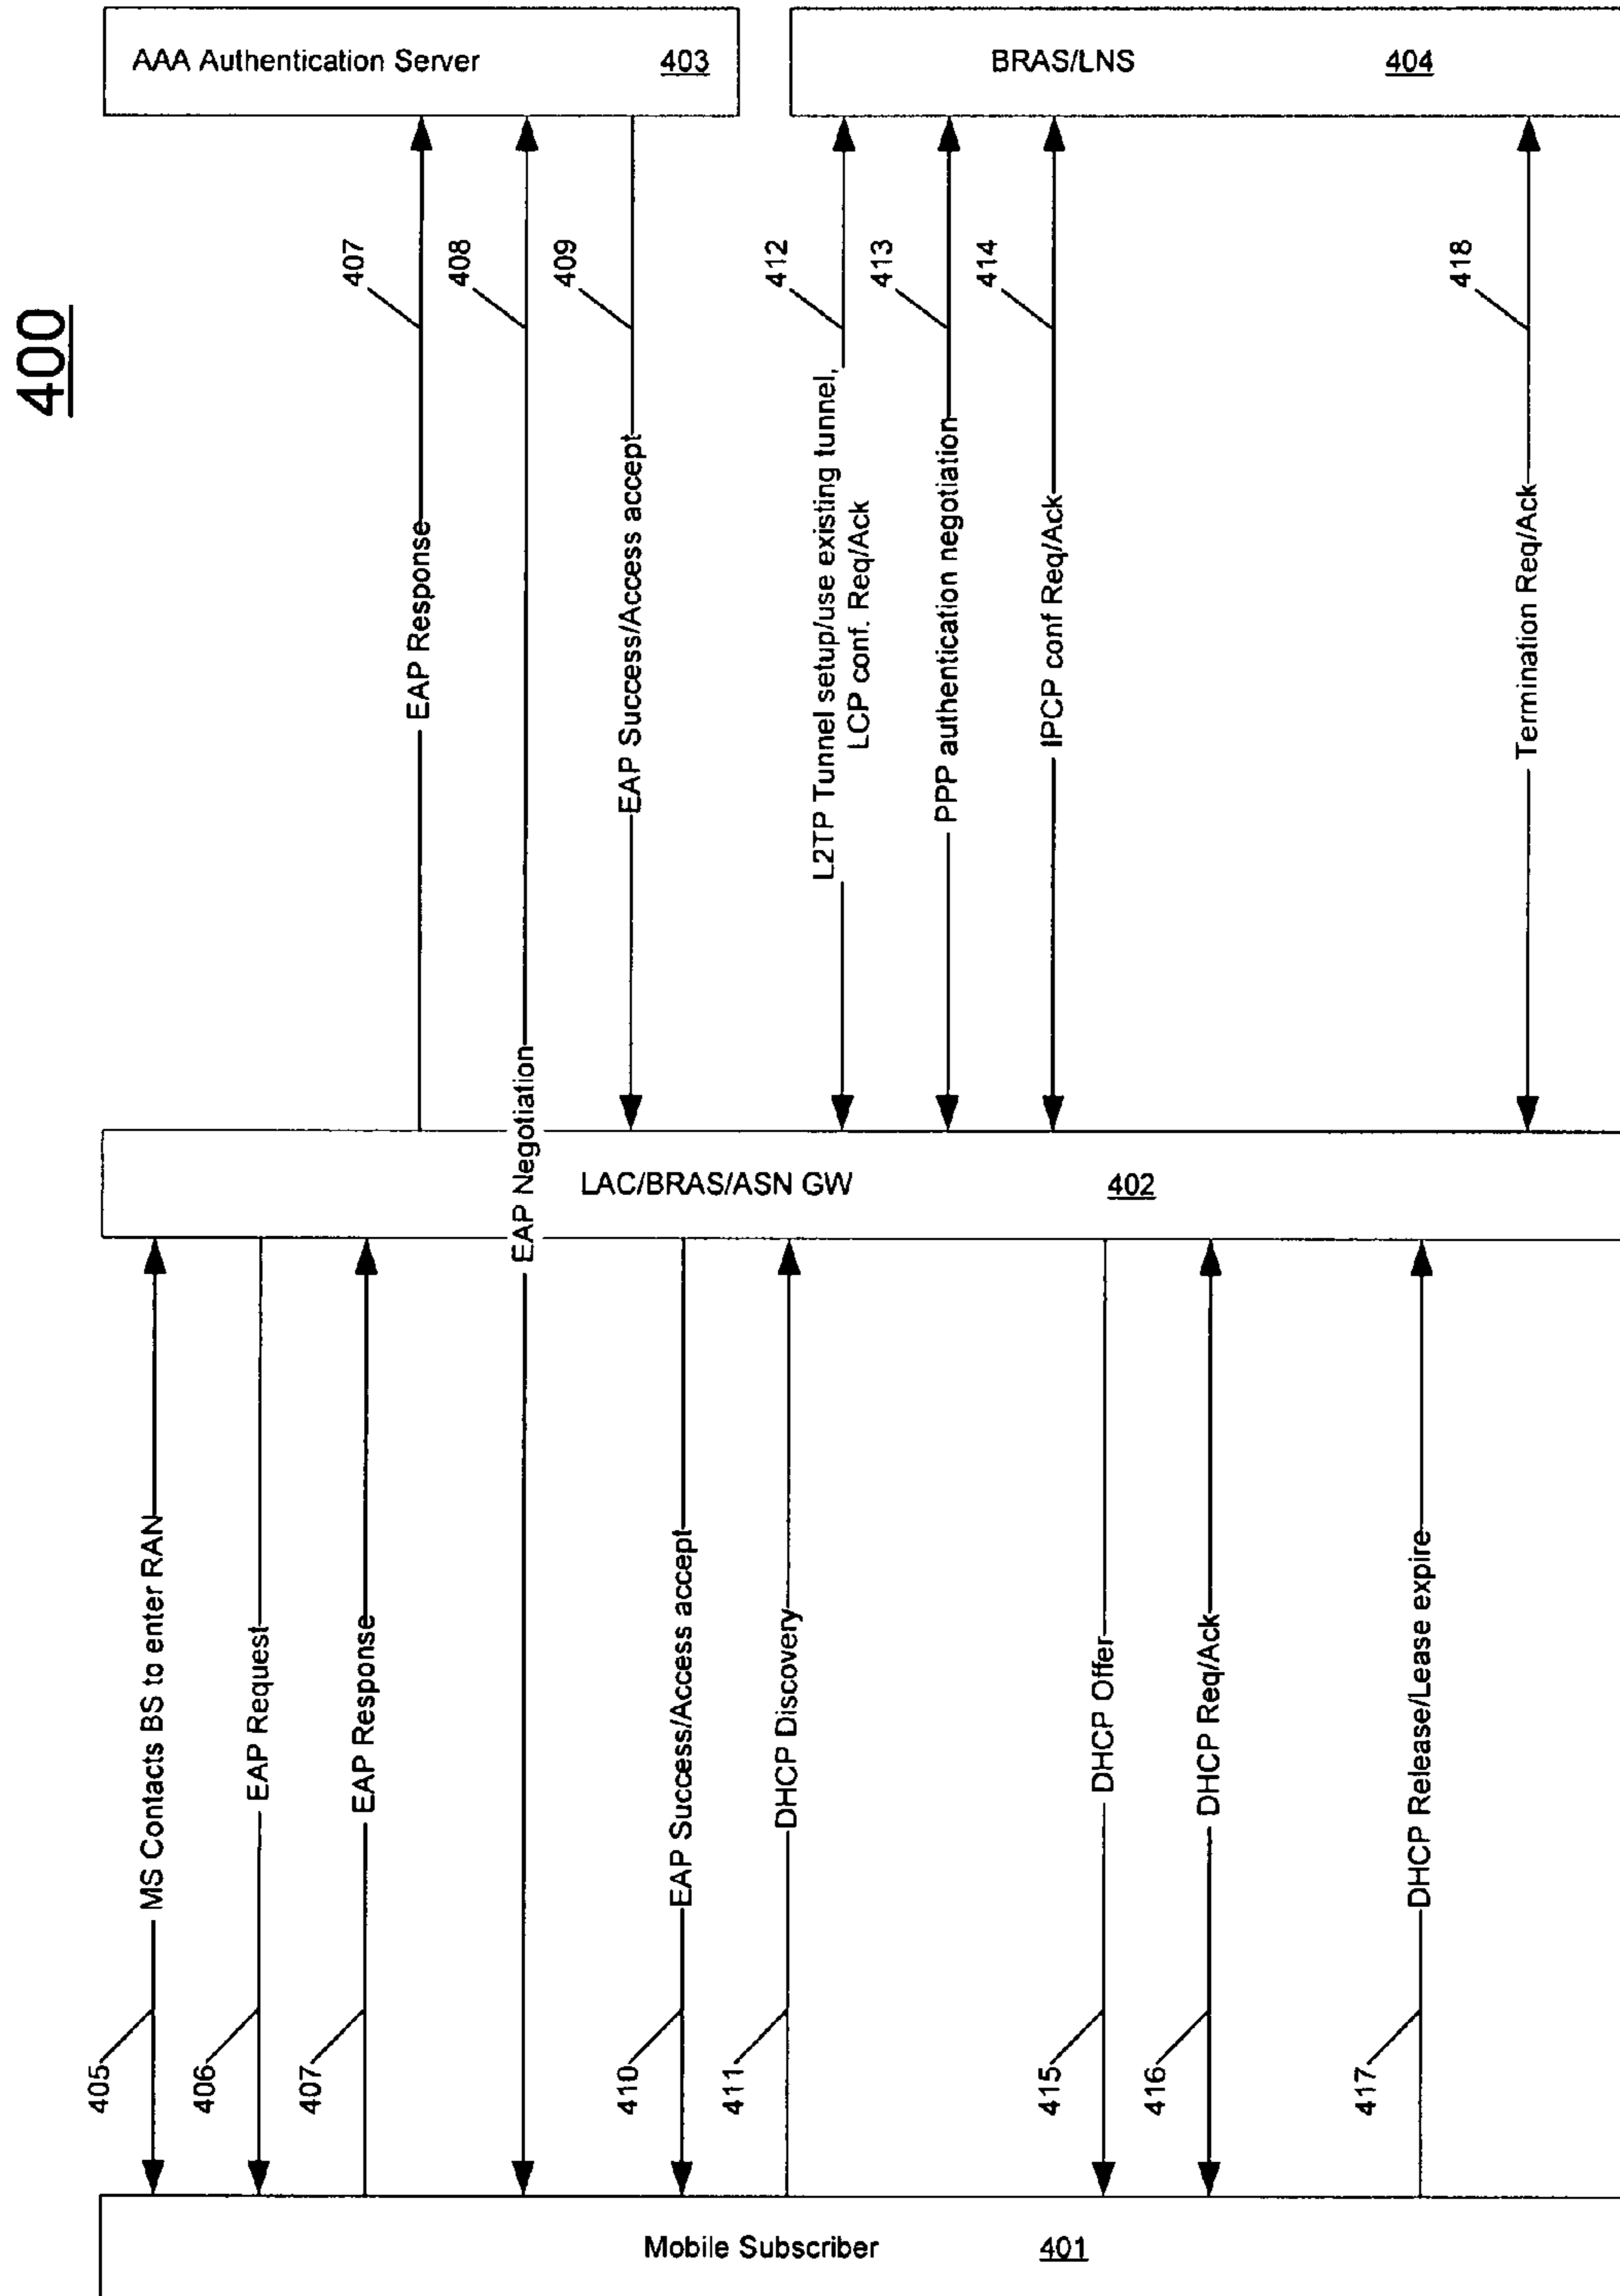 400
AAA Authentication Server 403
BRAS/LNS 404
LAC/BRAS/ASN GW 402
Mobile Subscriber 401
405
MS Contacts BS to enter RAN
406
EAP Request
407
EAP Response
EAP Response
407
EAP Negotiation
408
EAP Success/Access accept
409
410
EAP Success/Access accept
411
DHCP Discovery
L2TP Tunnel setup/use existing tunnel,
LCP conf. Req/Ack
412
PPP authentication negotiation
413
IPCP conf Req/Ack
414
415
DHCP Offer
416
DHCP Req/Ack
417
DHCP Release/Lease expire
Termination Req/Ack
418